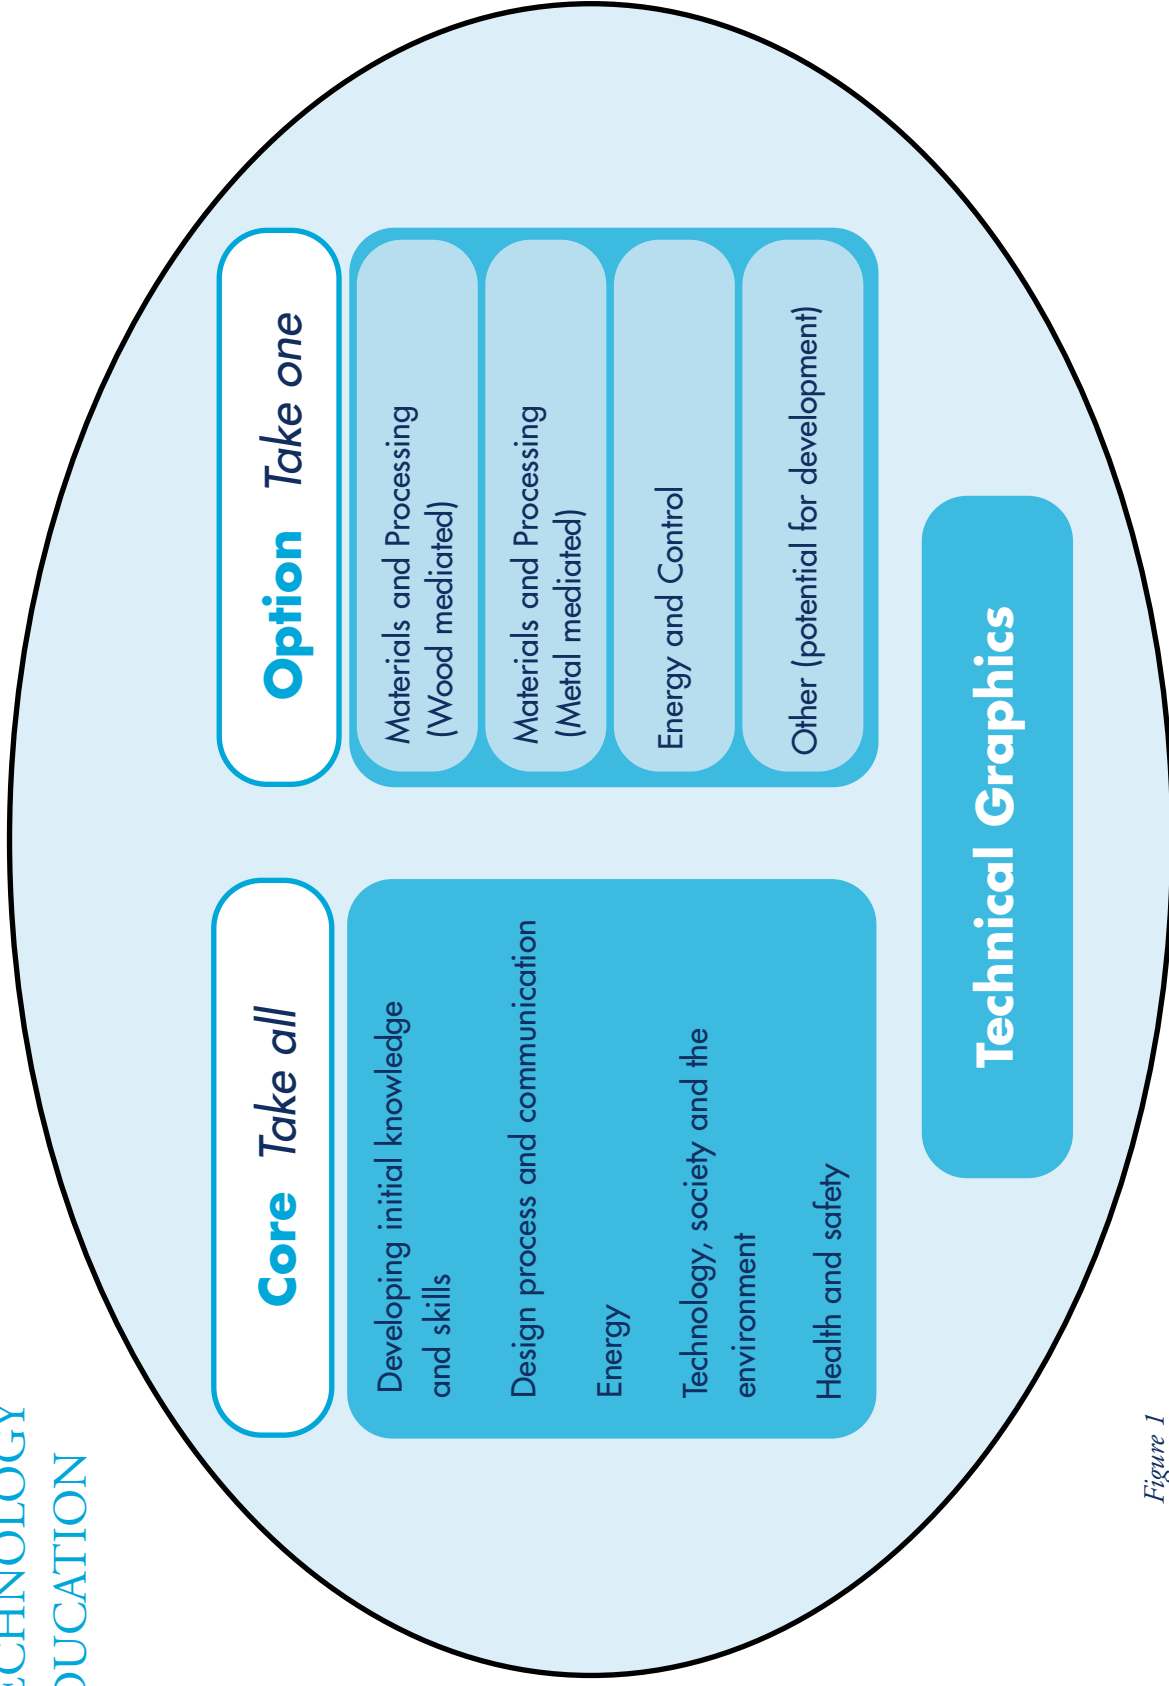 ECHNOLOGY
DUCATION
Core Take all
Developing initial knowledge
and skills
Design process and communication
Energy
Technology, society and the
environment
Health and safety
Option Take one
Materials and Processing
(Wood mediated)
Materials and Processing
(Metal mediated)
Energy and Control
Other (potential for development)
Technical Graphics
Figure 1